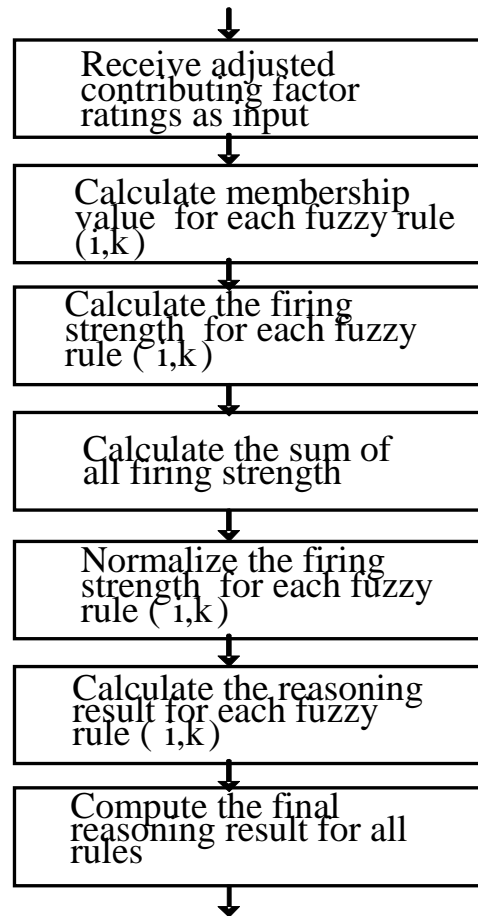 Receive adjusted
contributing factor
ratings as input
Calculate membership
value for each fuzzy rule
(i,k)
Calculate the firing
strength for each fuzzy
rule ( i,k)
Calculate the sum of
all firing strength
Normalize the firing
strength for each fuzzy
rule ( i,k)
Calculate the reasoning
result for each fuzzy
rule ( i,k)
Compute the final
reasoning result for all
rules